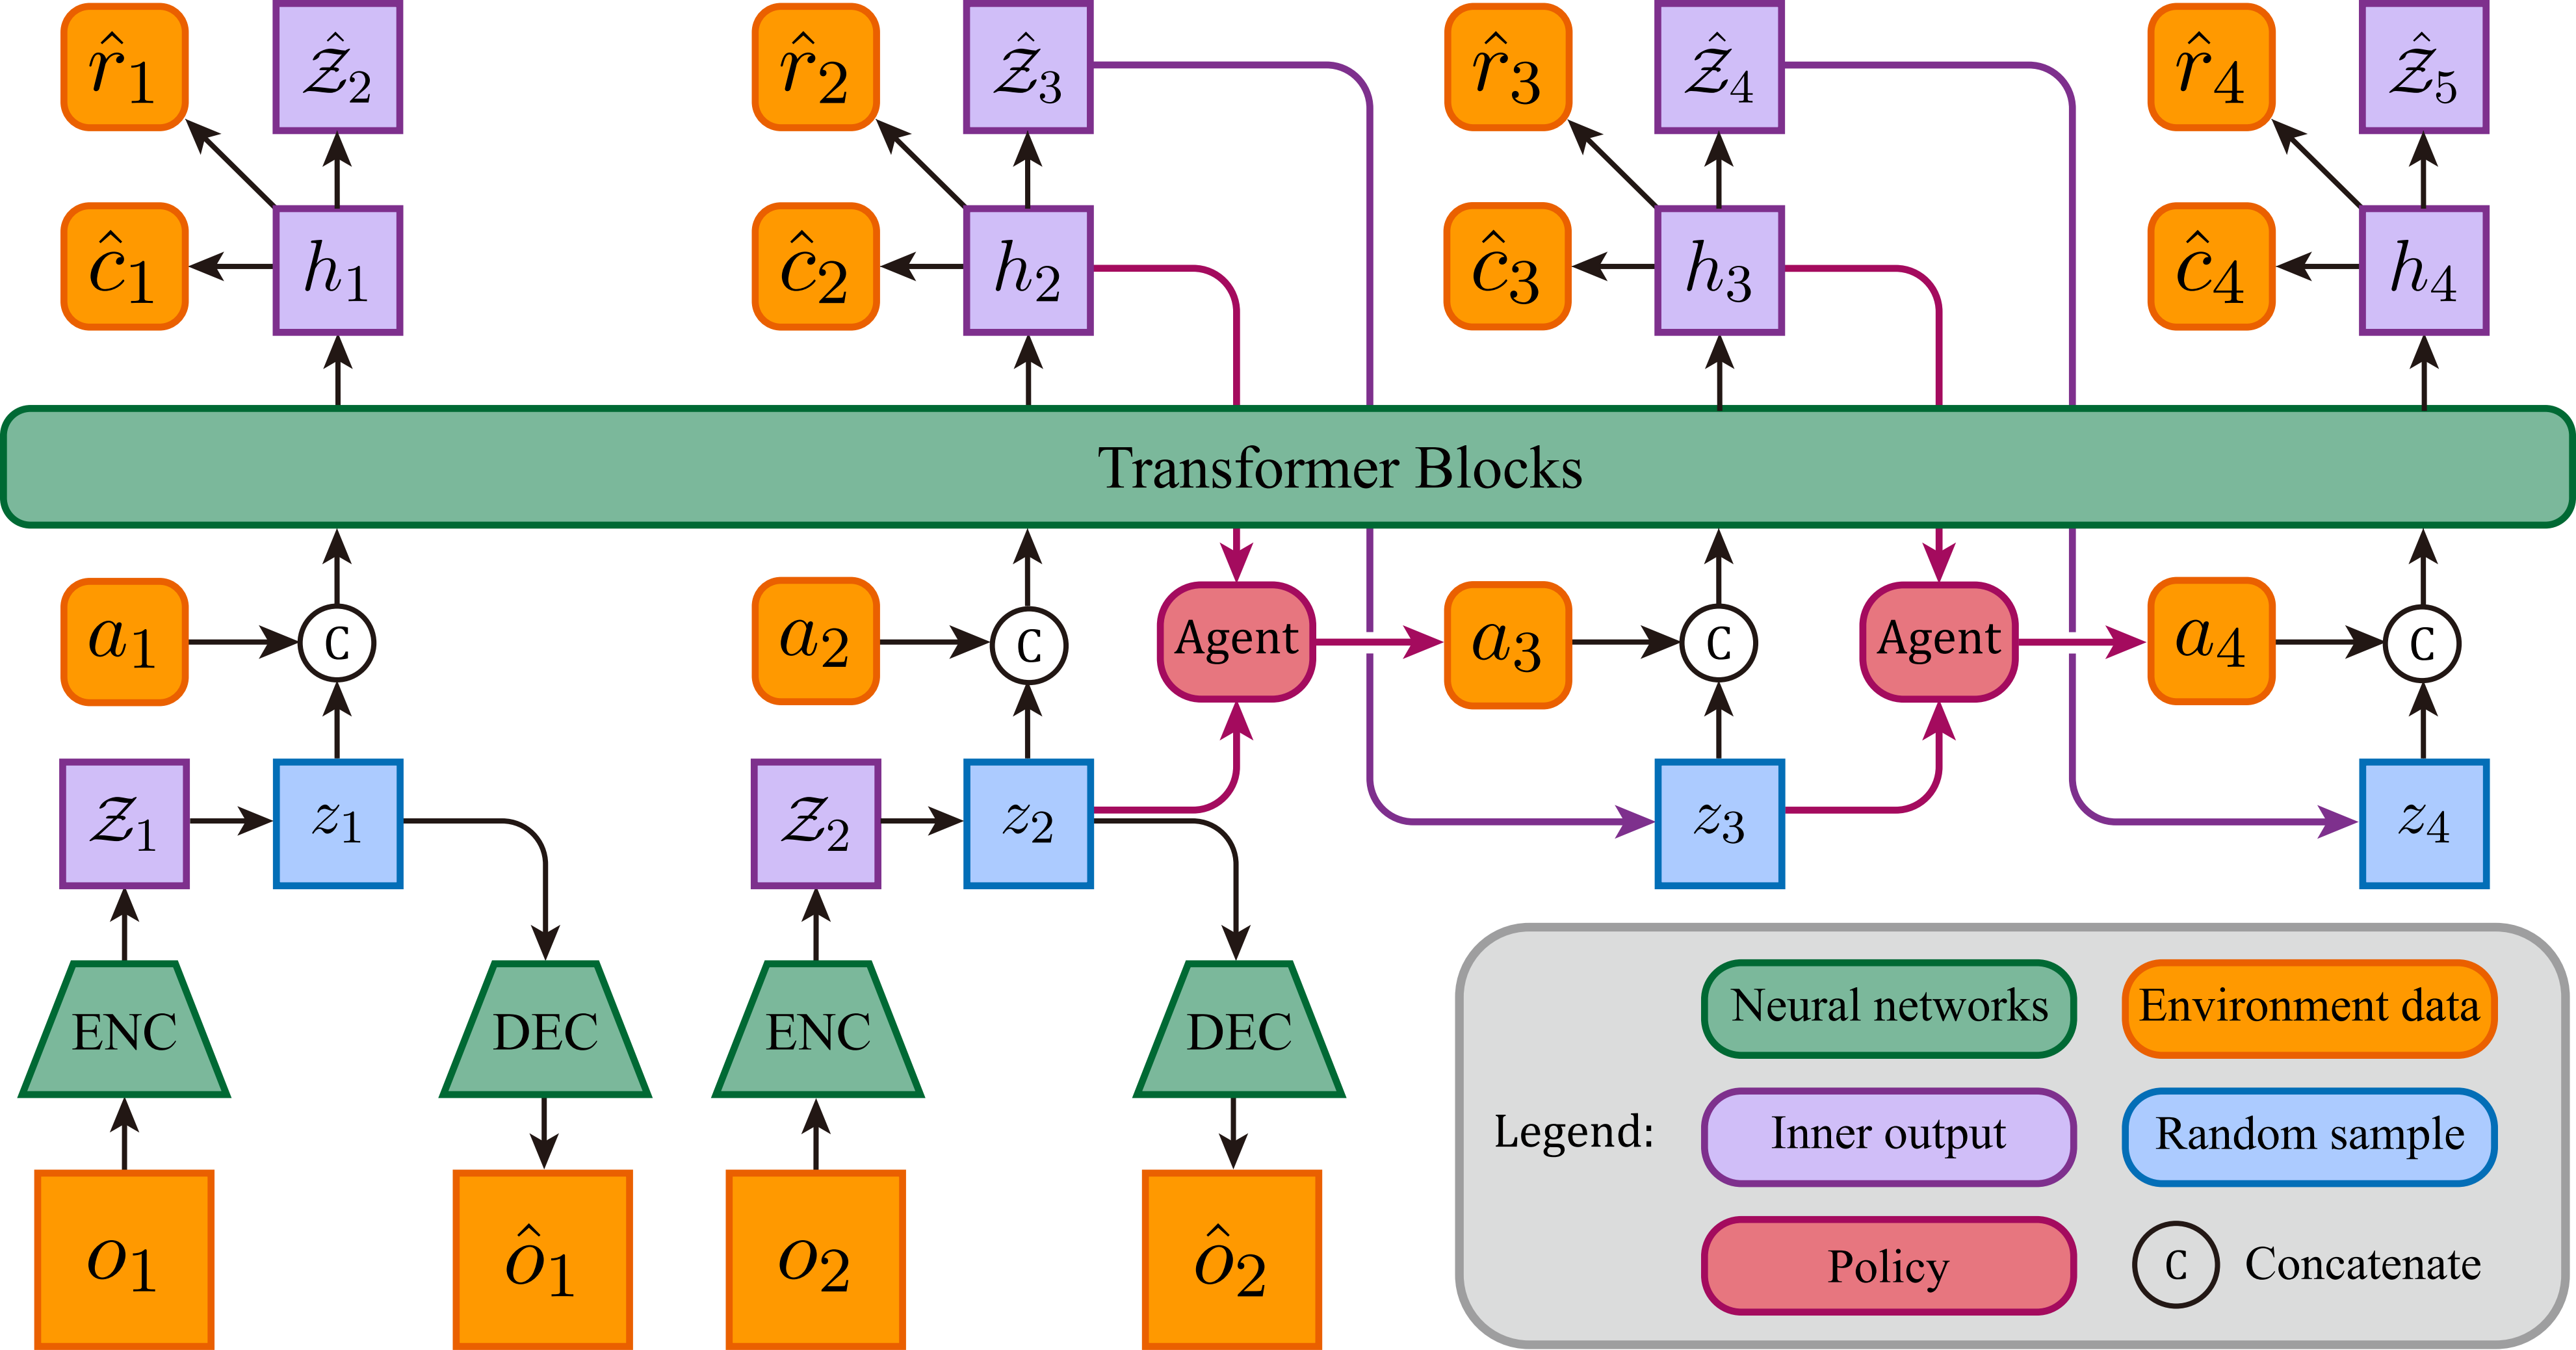 r̂₁ 𝒵̂₂ r̂₂ 𝒵̂₃ r̂₃ 𝒵̂₄ r̂₄ 𝒵̂₅
ĉ₁ h₁ ĉ₂ h₂ ĉ₃ h₃ ĉ₄ h₄
Transformer Blocks
a₁ C a₂ C Agent a₃ C Agent a₄ C
𝒵₁ z₁ 𝒵₂ z₂ z₃ z₄
ENC DEC ENC DEC
o₁ ô₁ o₂ ô₂
Legend:
Neural networks Environment data
Inner output Random sample
Policy C Concatenate